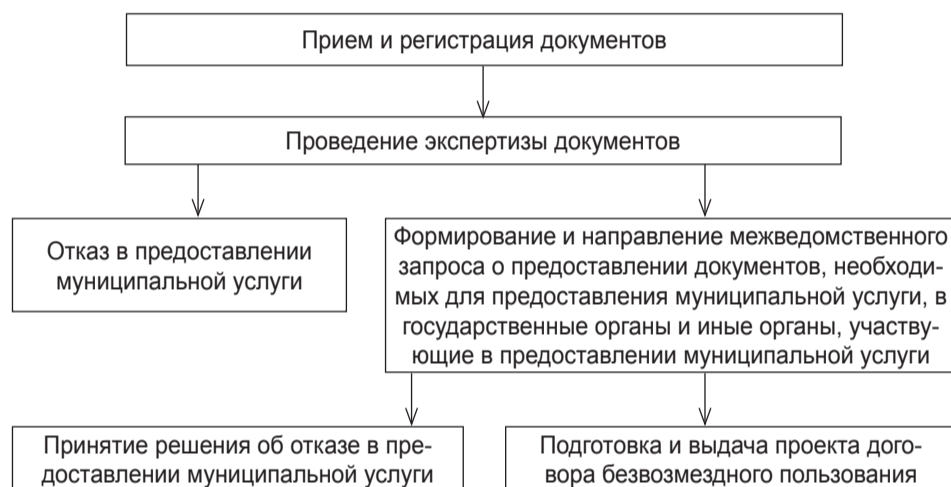 Прием и регистрация документов
Проведение экспертизы документов
Отказ в предоставлении
муниципальной услуги
Формирование и направление межведомственного
запроса о предоставлении документов, необходи-
мых для предоставления муниципальной услуги, в
государственные органы и иные органы, участву-
ющие в предоставлении муниципальной услуги
Принятие решения об отказе в пре-
доставлении муниципальной услуги
Подготовка и выдача проекта дого-
вора безвозмездного пользования